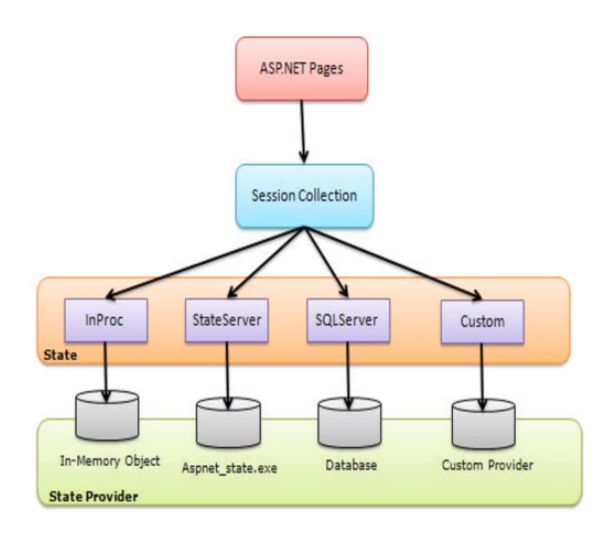 ASP.NET Pages
Session Collection
InProc
StateServer
SQLServer
Custom
State
In-Memory Object
Aspnet_state.exe
Database
Custom Provider
State Provider